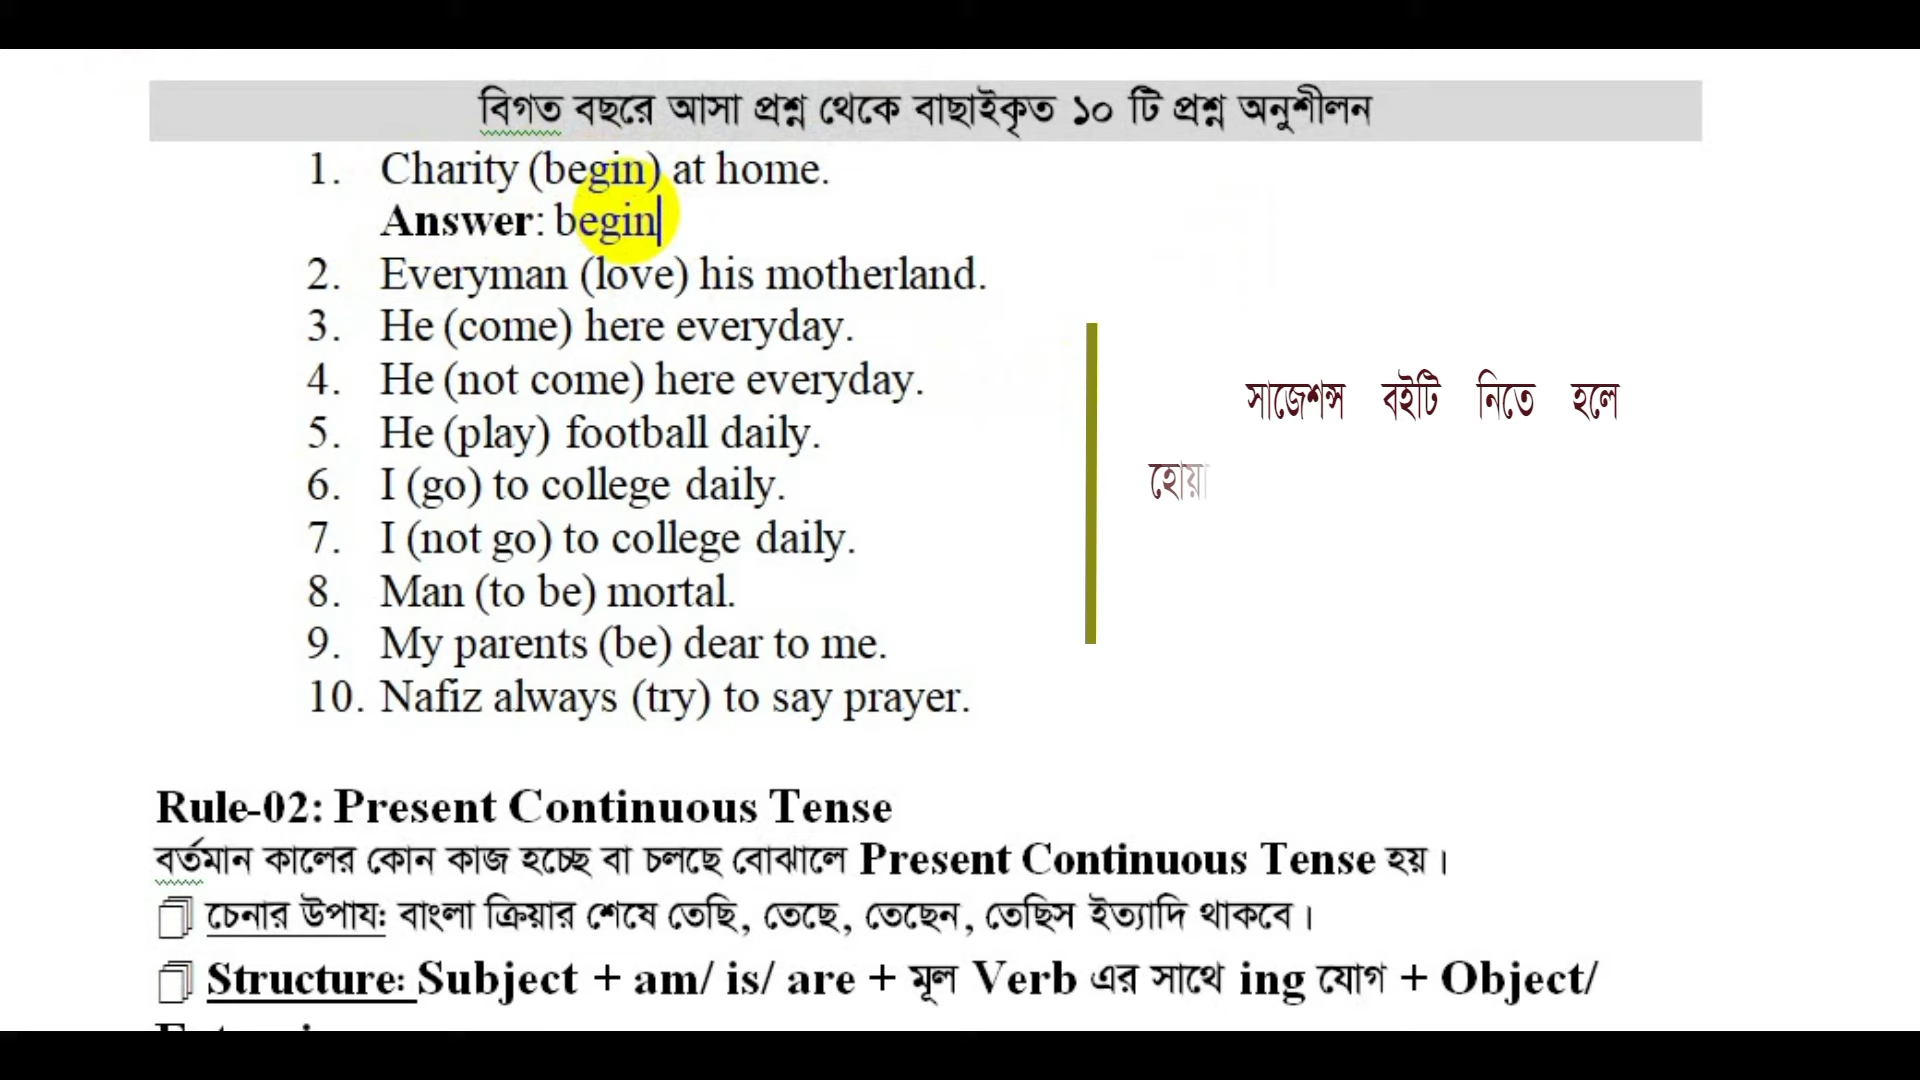 বিগত বছরে আসা প্রশ্ন থেকে বাছাইকৃত ১০ টি প্রশ্ন অনুশীলন
1. Charity (begin) at home.
Answer: begin
2. Everyman (love) his motherland.
3. He (come) here everyday.
4. He (not come) here everyday.
5. He (play) football daily.
6. I (go) to college daily.
7. I (not go) to college daily.
8. Man (to be) mortal.
9. My parents (be) dear to me.
10. Nafiz always (try) to say prayer.
সাজেশন্স বইটি নিতে হলে
হোয়া
Rule-02: Present Continuous Tense
বর্তমান কালের কোন কাজ হচ্ছে বা চলছে বোঝালে Present Continuous Tense হয়।
চেনার উপায: বাংলা ক্রিয়ার শেষে তেছি, তেছে, তেছেন, তেছিস ইত্যাদি থাকবে।
Structure: Subject + am/ is/ are + মূল Verb এর সাথে ing যোগ + Object/